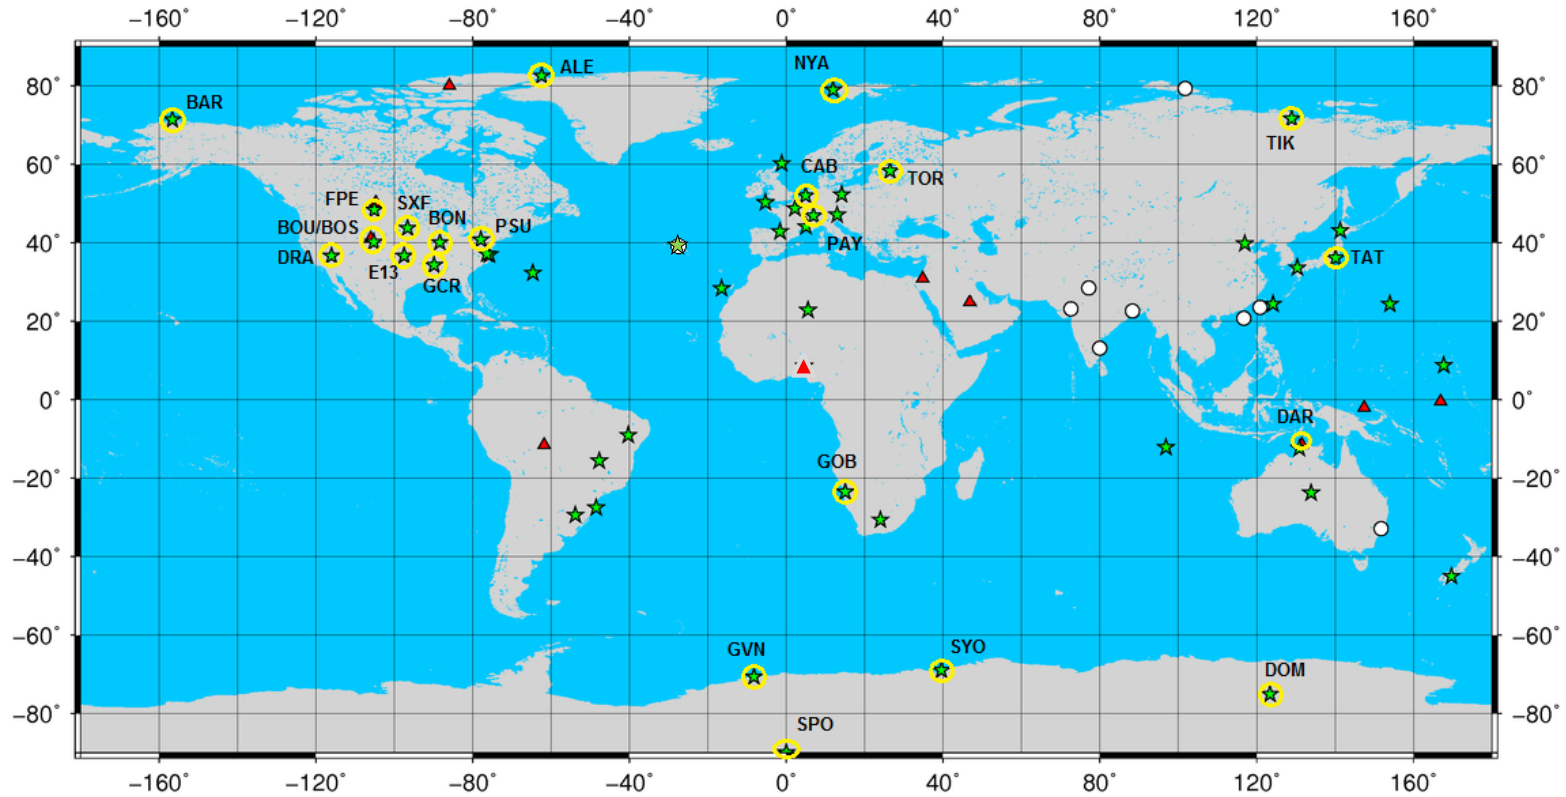 −160° −120° −80° −40° 0 40° 80° 120° 160°
ALE
NYA
80° 80°
BAR
TIK
60° 60°
CAB
TOR
FPE SXF
BON
BOU/BOS PSU
40° 40°
PAY
DRA E13 TAT
GCR
20° 20°
0° 0°
DAR
GOB
−20° −20°
−40° −40°
−60° −60°
GVN SYO
DOM
−80° −80°
SPO
−160° −120° −80° −40° 0 40° 80° 120° 160°